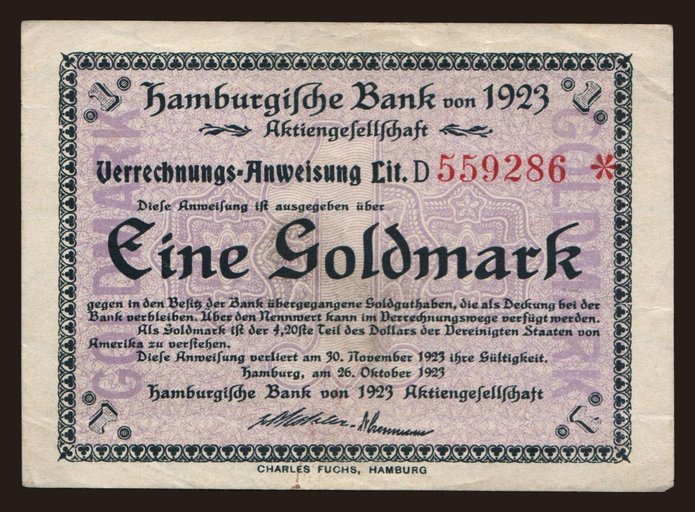 Hamburgische Bank von 1923
Aktiengesellschaft
Verrechnungs-Anweisung Lit. D 559286 *
Diese Anweisung ist ausgegeben über
Eine Goldmark
gegen in den Besitz der Bank übergegangene Goldguthaben, die als Deckung bei der
Bank verbleiben. Über den Nennwert kann im Verrechnungswege verfügt werden.
Als Goldmark ist der 4,20ste Teil des Dollars der Vereinigten Staaten von
Amerika zu verstehen.
Diese Anweisung verliert am 30. November 1923 ihre Gültigkeit.
Hamburg, am 26. Oktober 1923
Hamburgische Bank von 1923 Aktiengesellschaft
CHARLES FUCHS, HAMBURG
GOLDMARK
GOLDMARK
1
1
1
1